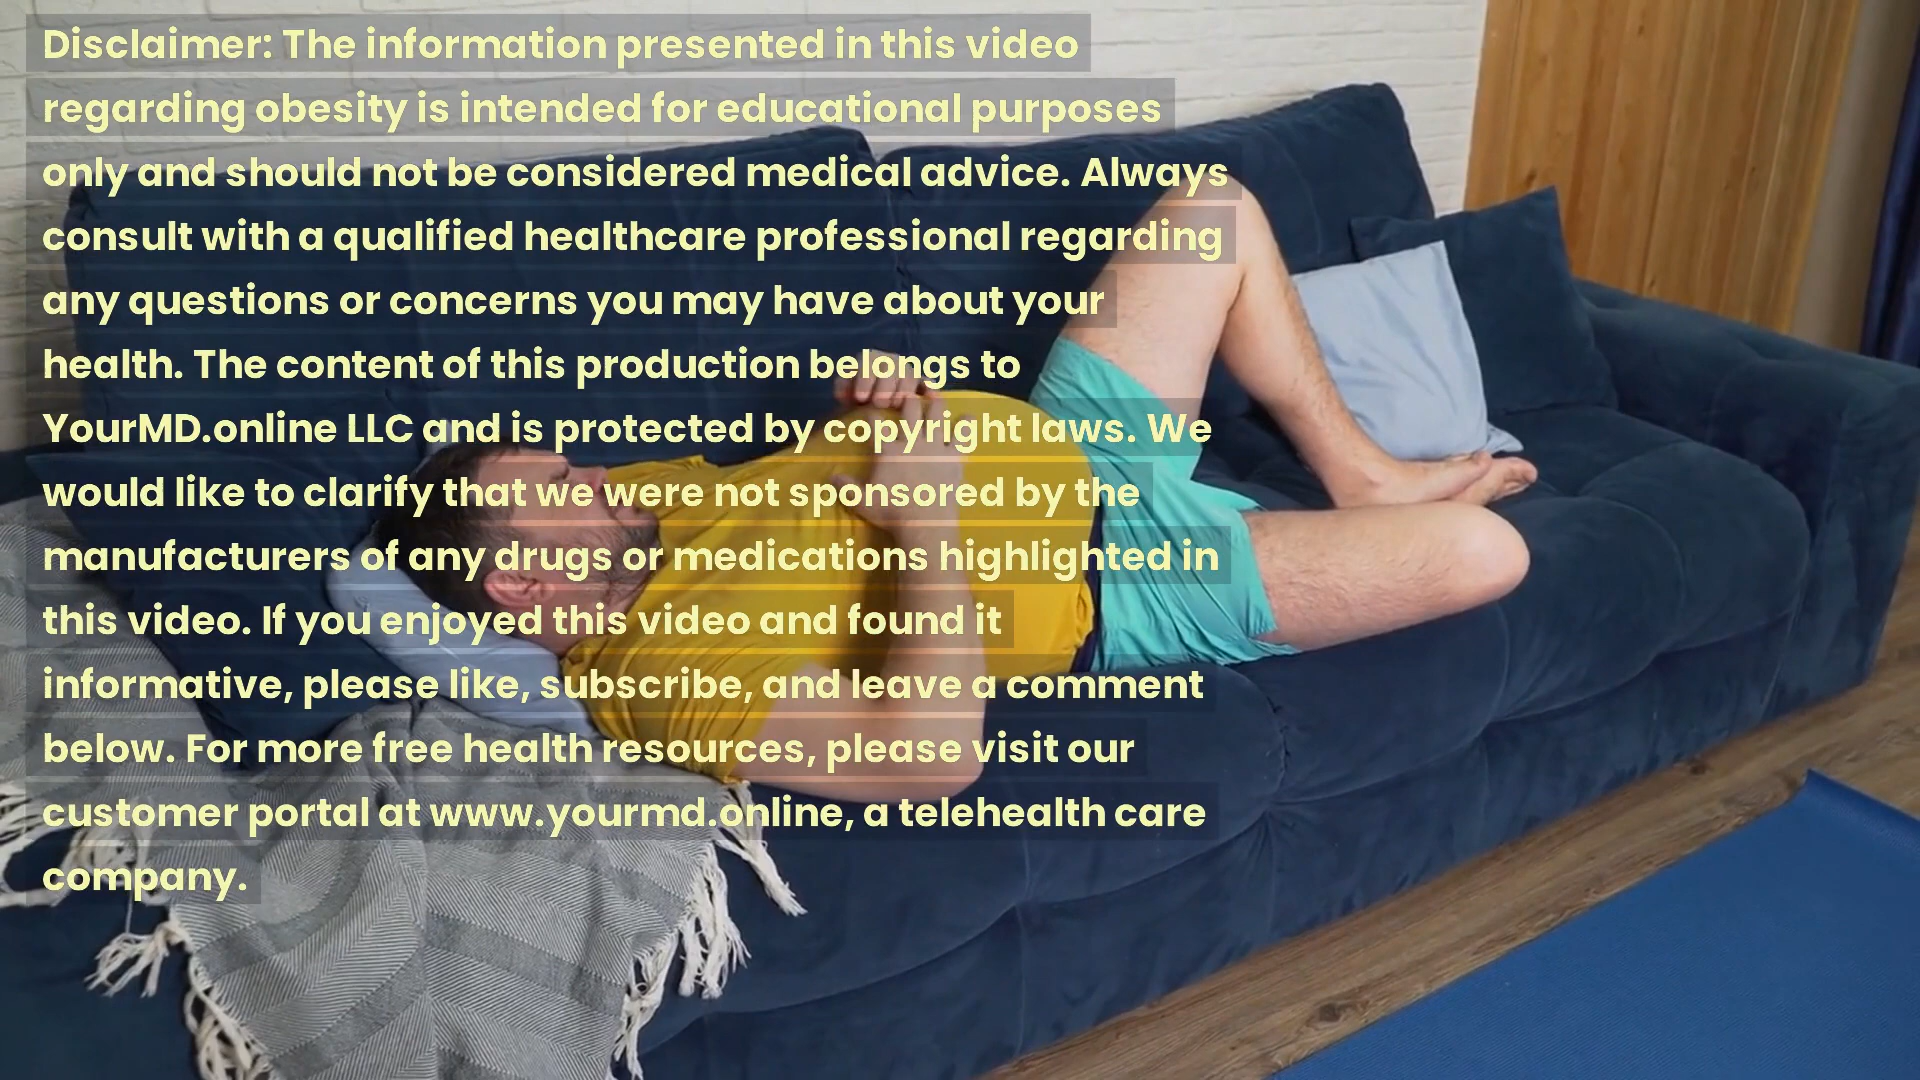 Disclaimer: The information presented in this video
regarding obesity is intended for educational purposes
only and should not be considered medical advice. Always
consult with a qualified healthcare professional regarding
any questions or concerns you may have about your
health. The content of this production belongs to
YourMD.online LLC and is protected by copyright laws. We
would like to clarify that we were not sponsored by the
manufacturers of any drugs or medications highlighted in
this video. If you enjoyed this video and found it
informative, please like, subscribe, and leave a comment
below. For more free health resources, please visit our
customer portal at www.yourmd.online, a telehealth care
company.